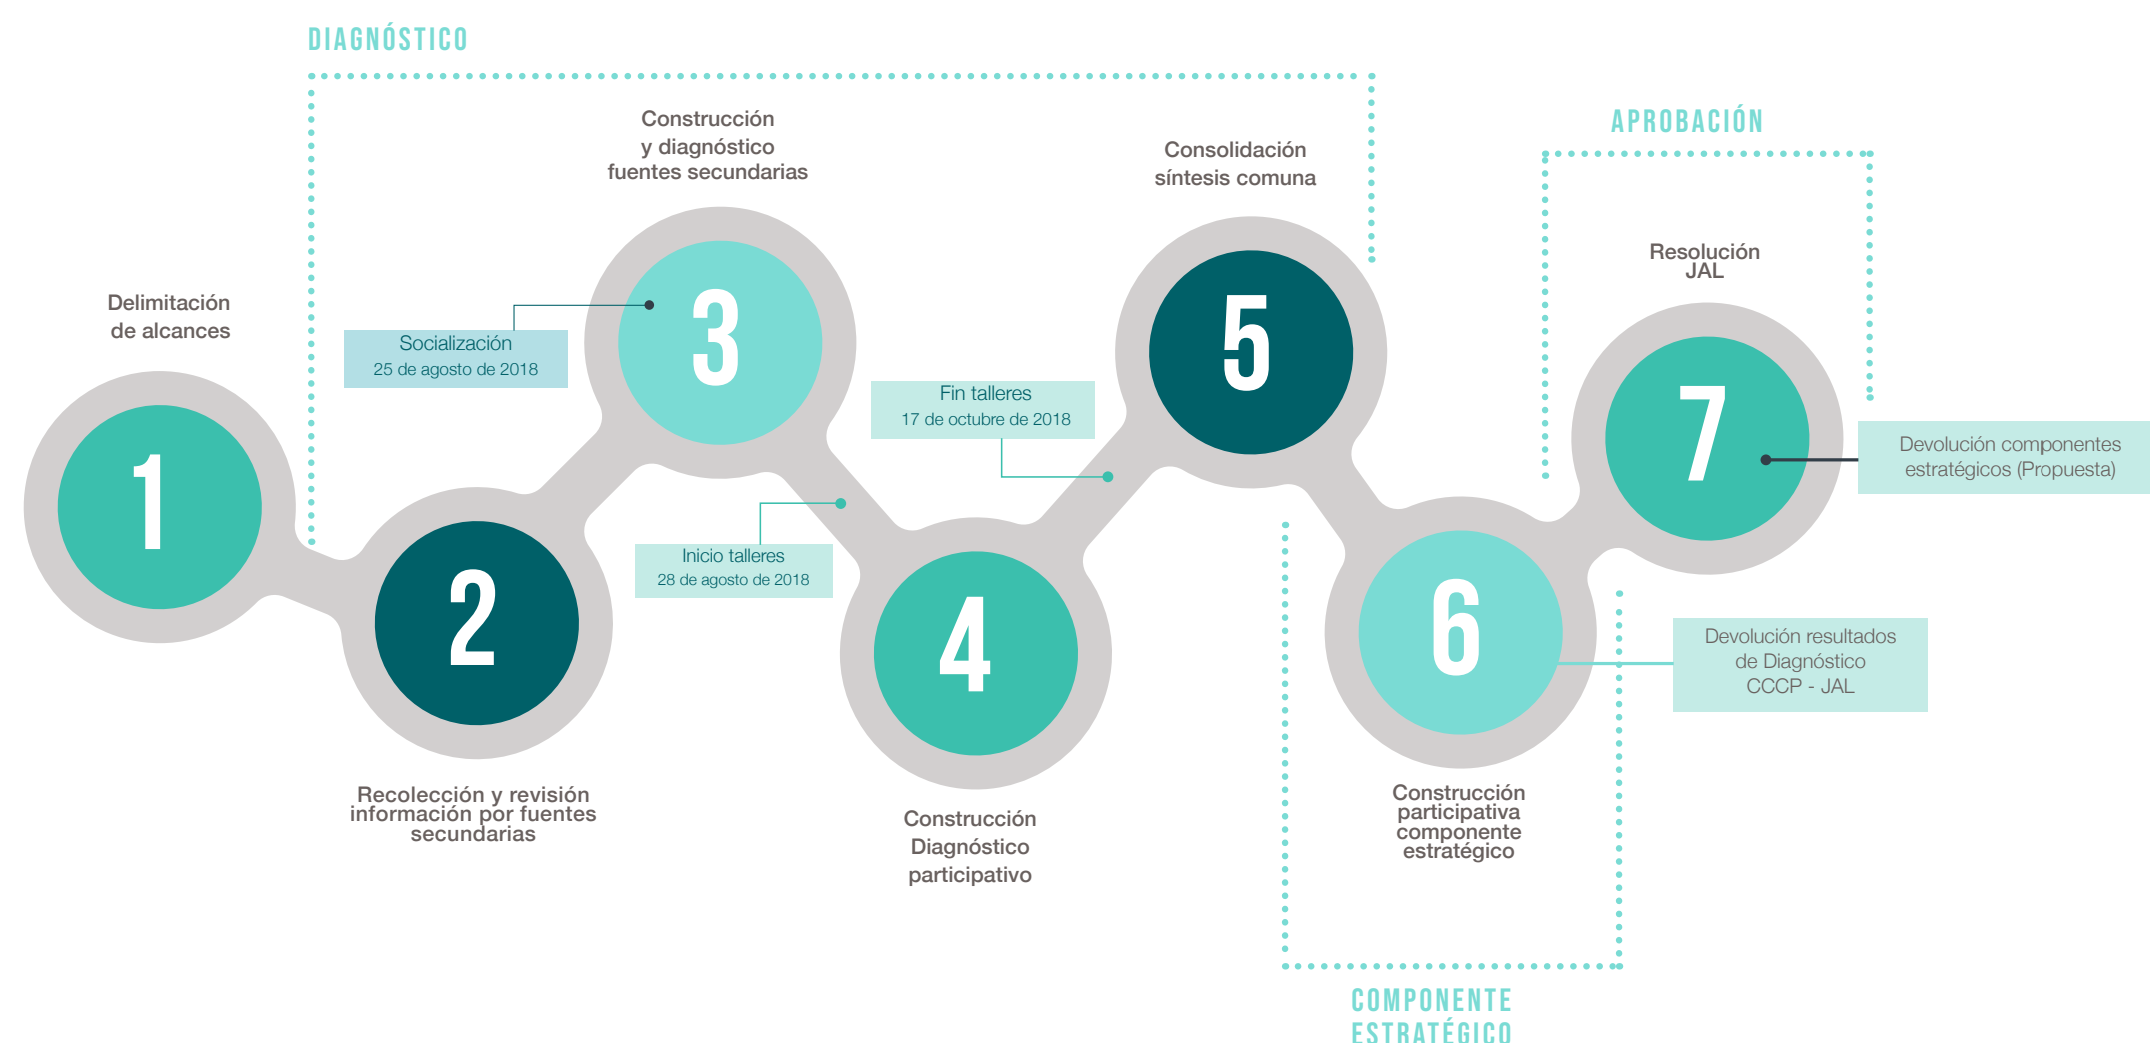 DIAGNÓSTICO
Delimitación
de alcances
1
Recolección y revisión
información por fuentes
secundarias
2
Construcción
y diagnóstico
fuentes secundarias
3
Socialización
25 de agosto de 2018
Inicio talleres
28 de agosto de 2018
4
Construcción
Diagnóstico
participativo
Fin talleres
17 de octubre de 2018
Consolidación
síntesis comuna
5
6
Construcción
participativa
componente
estratégico
Devolución resultados
de Diagnóstico
CCCP - JAL
COMPONENTE
ESTRATÉGICO
APROBACIÓN
Resolución
JAL
7
Devolución componentes
estratégicos (Propuesta)